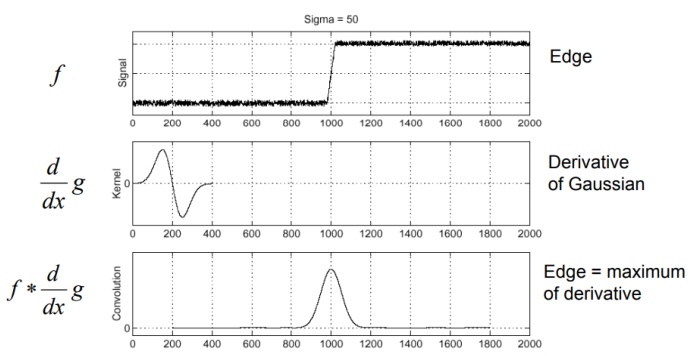 Sigma = 50
f
Signal
Edge
0 200 400 600 800 1000 1200 1400 1600 1800 2000
d
dx
g
Kernel
0
Derivative
of Gaussian
0 200 400 600 800 1000 1200 1400 1600 1800 2000
f *
d
dx
g
Convolution
0
Edge = maximum
of derivative
0 200 400 600 800 1000 1200 1400 1600 1800 2000